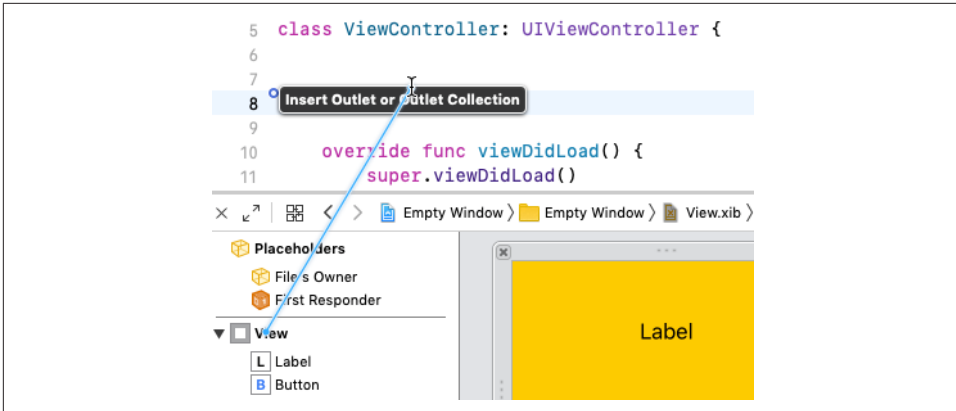 5 class ViewController: UIViewController {
6
7
8 Insert Outlet or Outlet Collection
9
10 override func viewDidLoad() {
11 super.viewDidLoad()
Empty Window Empty Window View.xib
Placeholders
File's Owner
First Responder
View
L Label
B Button
Label